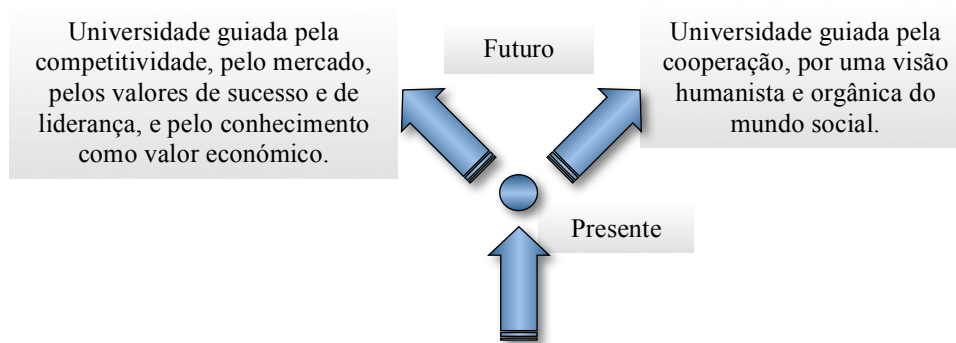 Universidade guiada pela
competitividade, pelo mercado,
pelos valores de sucesso e de
liderança, e pelo conhecimento
como valor económico.
Futuro
Universidade guiada pela
cooperação, por uma visão
humanista e orgânica do
mundo social.
Presente